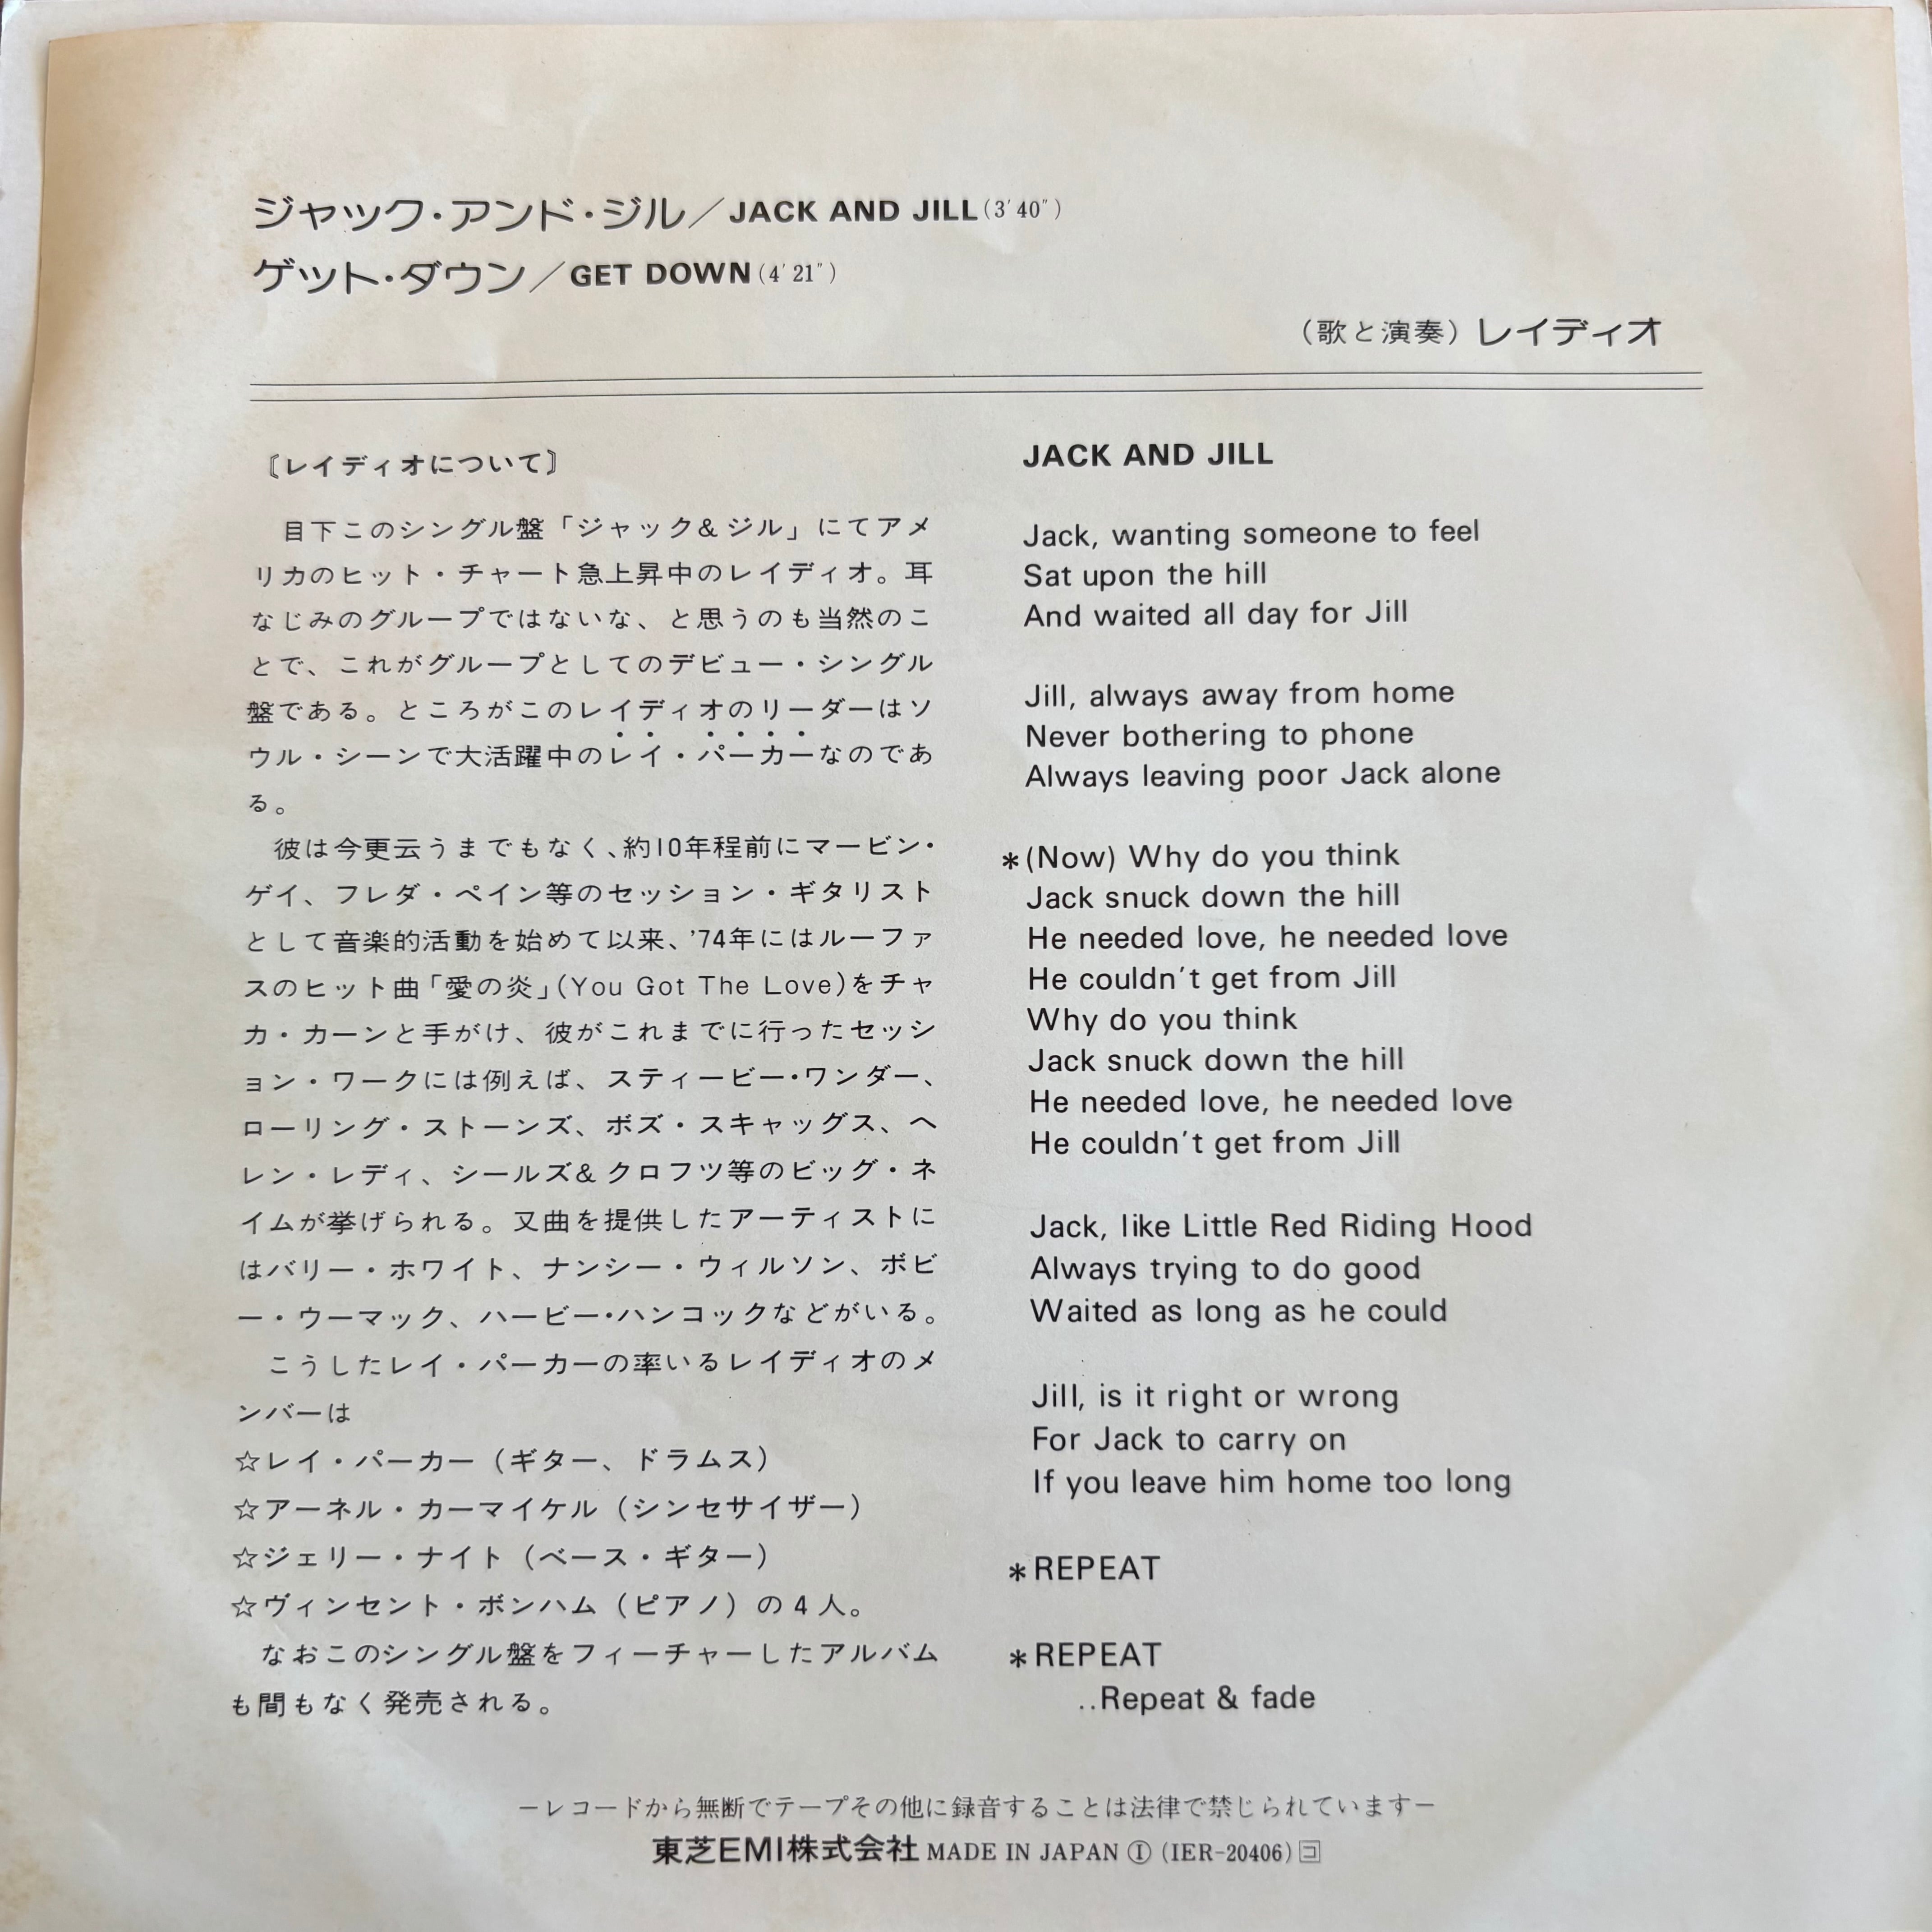 ジャック・アンド・ジル／JACK AND JILL(3′40″)
ゲット・ダウン／GET DOWN(4′21″)
（歌と演奏）レイディオ
〔レイディオについて〕
目下このシングル盤「ジャック&ジル」にてアメ
リカのヒット・チャート急上昇中のレイディオ。耳
なじみのグループではないな、と思うのも当然のこ
とで、これがグループとしてのデビュー・シングル
盤である。ところがこのレイディオのリーダーはソ
ウル・シーンで大活躍中のレイ・パーカーなのであ
る。
彼は今更云うまでもなく、約10年程前にマービン・
ゲイ、フレダ・ペイン等のセッション・ギタリスト
として音楽的活動を始めて以来、'74年にはルーファ
スのヒット曲「愛の炎」(You Got The Love)をチャ
カ・カーンと手がけ、彼がこれまでに行ったセッシ
ョン・ワークには例えば、スティービー・ワンダー、
ローリング・ストーンズ、ボズ・スキャッグス、ヘ
レン・レディ、シールズ&クロフツ等のビッグ・ネ
イムが挙げられる。又曲を提供したアーティストに
はバリー・ホワイト、ナンシー・ウィルソン、ボビ
ー・ウーマック、ハービー・ハンコックなどがいる。
こうしたレイ・パーカーの率いるレイディオのメ
ンバーは
☆レイ・パーカー（ギター、ドラムス）
☆アーネル・カーマイケル（シンセサイザー）
☆ジェリー・ナイト（ベース・ギター）
☆ヴィンセント・ボンハム（ピアノ）の4人。
なおこのシングル盤をフィーチャーしたアルバム
も間もなく発売される。
JACK AND JILL
Jack, wanting someone to feel
Sat upon the hill
And waited all day for Jill
Jill, always away from home
Never bothering to phone
Always leaving poor Jack alone
*(Now) Why do you think
Jack snuck down the hill
He needed love, he needed love
He couldn't get from Jill
Why do you think
Jack snuck down the hill
He needed love, he needed love
He couldn't get from Jill
Jack, like Little Red Riding Hood
Always trying to do good
Waited as long as he could
Jill, is it right or wrong
For Jack to carry on
If you leave him home too long
*REPEAT
*REPEAT
..Repeat & fade
－レコードから無断でテープその他に録音することは法律で禁じられています－
東芝EMI株式会社 MADE IN JAPAN Ⓘ (IER-20406) コ